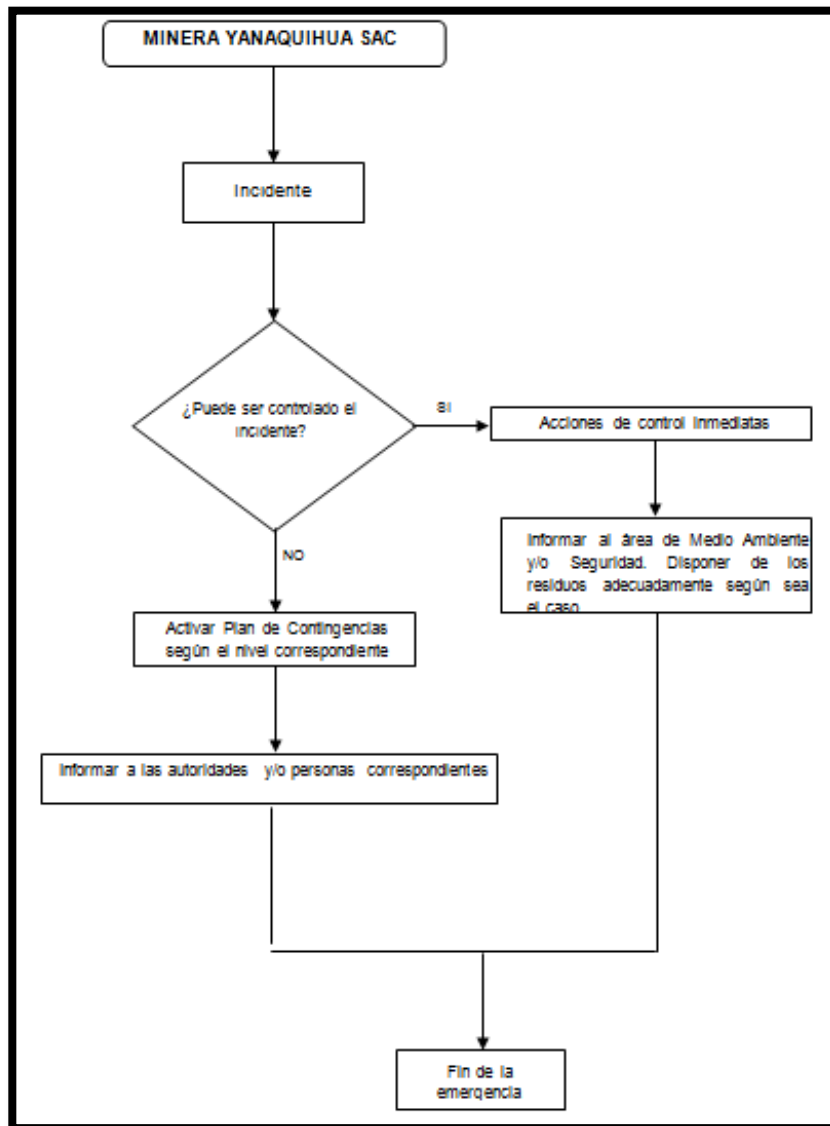 MINERA YANAQUIHUA SAC
Incidente
¿Puede ser controlado el
incidente?
SI
Acciones de control inmediatas
Informar al área de Medio Ambiente
y/o Seguridad. Disponer de los
residuos adecuadamente según sea
el caso
NO
Activar Plan de Contingencias
según el nivel correspondiente
Informar a las autoridades y/o personas correspondientes
Fin de la
emergencia